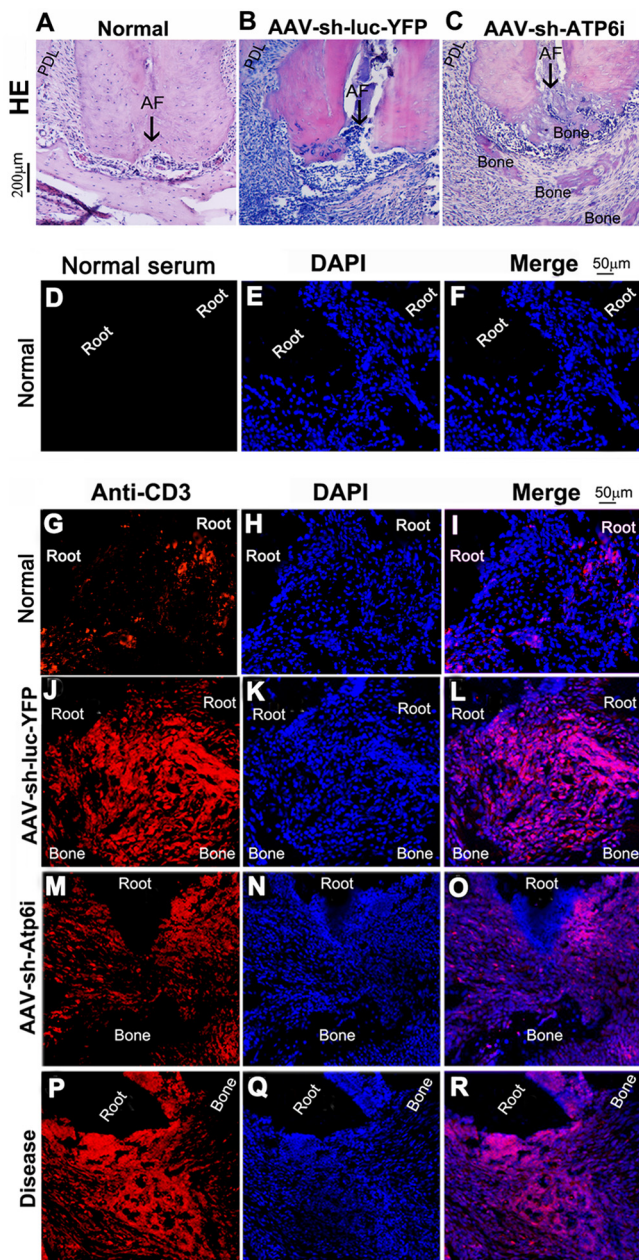 A Normal
B AAV-sh-luc-YFP
C AAV-sh-ATP6i
HE
200μm
PDL
AF
PDL
AF
AF
Bone
Bone
Bone
Bone
Normal serum
DAPI
Merge
50μm
Normal
D
Root
Root
E
Root
Root
F
Root
Root
Anti-CD3
DAPI
Merge
50μm
Normal
G
Root
Root
H
Root
Root
I
Root
Root
AAV-sh-luc-YFP
J
Root
Root
Bone
Bone
K
Root
Root
Bone
Bone
L
Root
Root
Bone
Bone
AAV-sh-Atp6i
M
Root
Bone
N
Root
Bone
O
Root
Bone
Disease
P
Root
Bone
Q
Root
Bone
R
Root
Bone